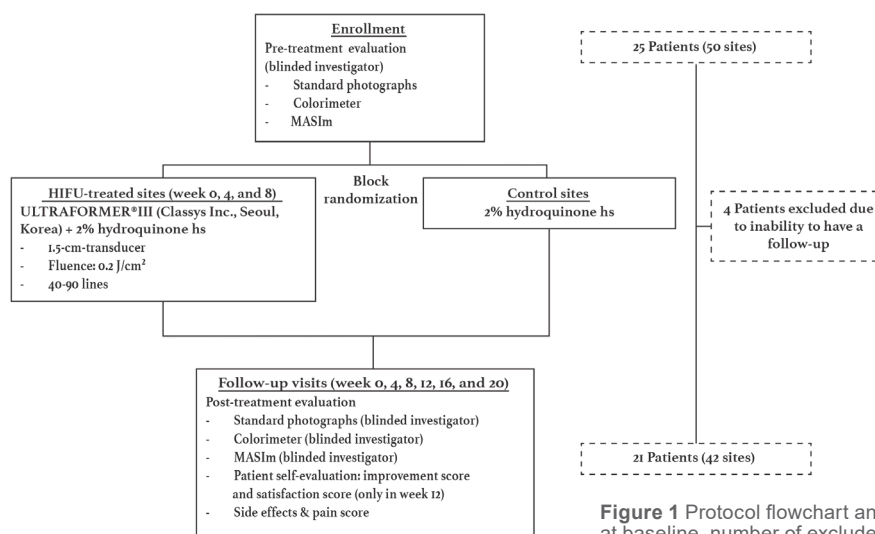 Enrollment
Pre-treatment evaluation
(blinded investigator)
- Standard photographs
- Colorimeter
- MASIm
25 Patients (50 sites)
Block
randomization
HIFU-treated sites (week 0, 4, and 8)
ULTRAFORMER®III (Classys Inc., Seoul,
Korea) + 2% hydroquinone hs
- 1.5-cm-transducer
- Fluence: 0.2 J/cm²
- 40-90 lines
Control sites
2% hydroquinone hs
4 Patients excluded due
to inability to have a
follow-up
Follow-up visits (week 0, 4, 8, 12, 16, and 20)
Post-treatment evaluation
- Standard photographs (blinded investigator)
- Colorimeter (blinded investigator)
- MASIm (blinded investigator)
- Patient self-evaluation: improvement score
and satisfaction score (only in week 12)
- Side effects & pain score
21 Patients (42 sites)
Figure 1 Protocol flowchart an
at baseline, number of exclude